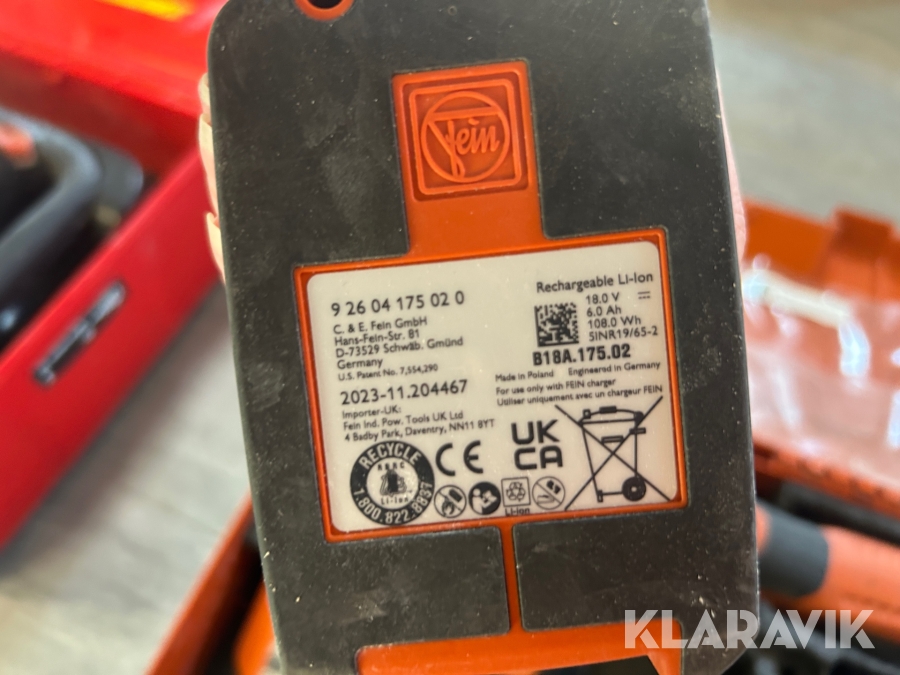 Fein
9 26 04 175 02 0
C. & E. Fein GmbH
Hans-Fein-Str. 81
D-73529 Schwäb. Gmünd
Germany
U.S. Patent No. 7,554,290
2023-11.204467
Importer-UK:
Fein Ind. Pow. Tools UK Ltd
4 Badby Park, Daventry, NN11 8YT
Rechargeable Li-Ion
18.0 V
6.0 Ah
108.0 Wh
5INR19/65-2
B18A.175.02
Made in Poland Engineered in Germany
For use only with FEIN charger
Utiliser uniquement avec un chargeur FEIN
RECYCLE
RBRC
Li-Ion
1.800.822.8837
CE
UK
CA
Li-Ion
KLARAVIK